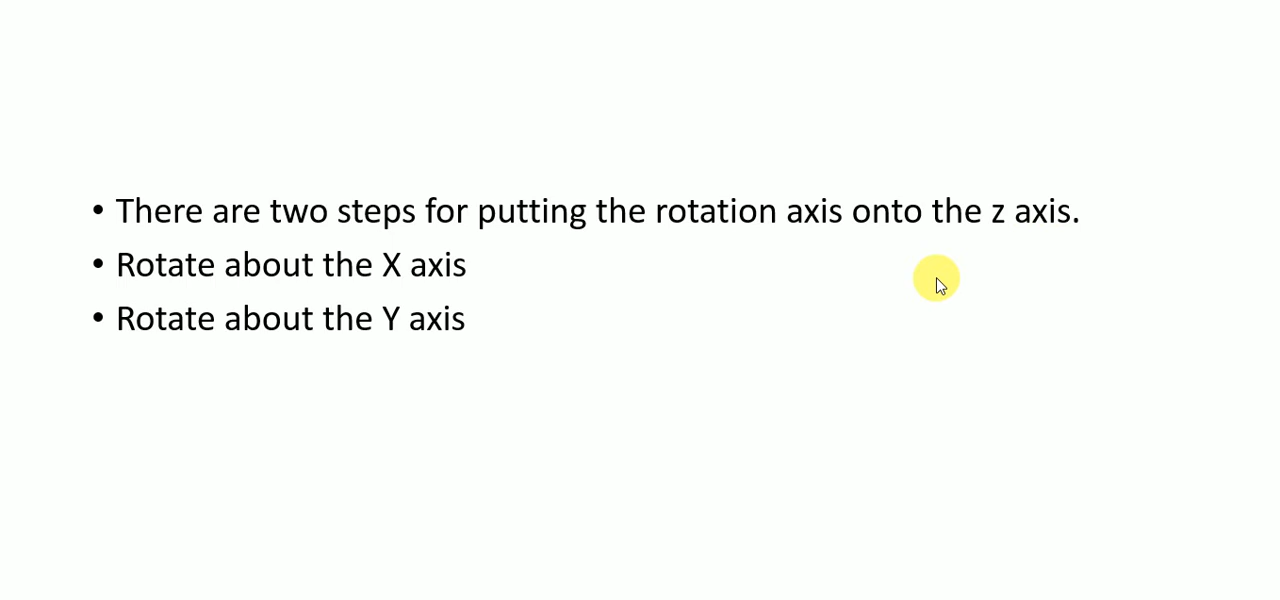 • There are two steps for putting the rotation axis onto the z axis.
• Rotate about the X axis
• Rotate about the Y axis